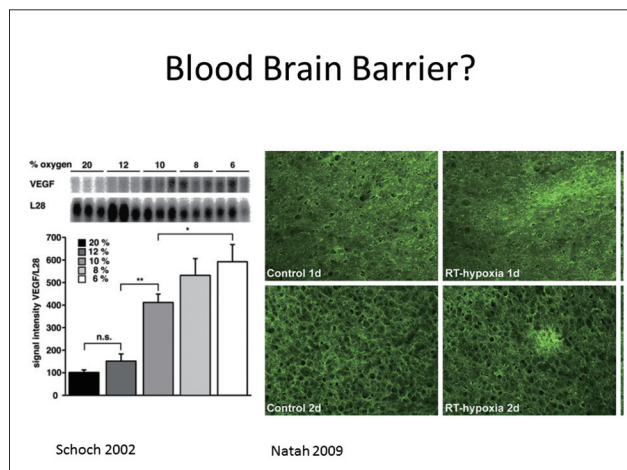 Blood Brain Barrier?
% oxygen 20 12 10 8 6
VEGF
L28
700
600
500
400
300
200
100
0
signal intensity VEGF/L28
20 %
12 %
10 %
8 %
6 %
n.s.
**
*
Control 1d
RT-hypoxia 1d
Control 2d
RT-hypoxia 2d
Schoch 2002
Natah 2009